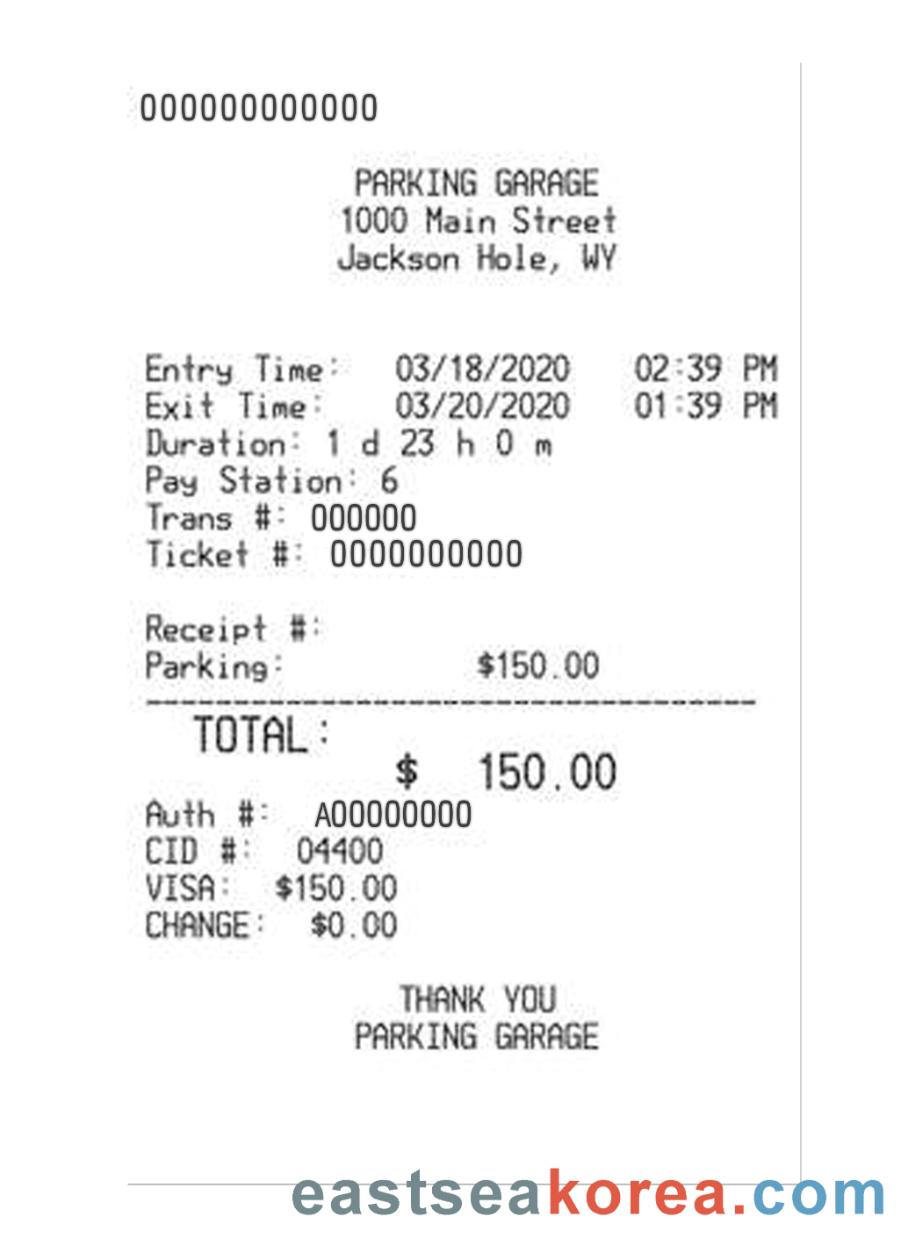 000000000000
PARKING GARAGE
1000 Main Street
Jackson Hole, WY
Entry Time: 03/18/2020 02:39 PM
Exit Time: 03/20/2020 01:39 PM
Duration: 1 d 23 h 0 m
Pay Station: 6
Trans #: 000000
Ticket #: 0000000000
Receipt #:
Parking: $150.00
--------------------------------
TOTAL:
$ 150.00
Auth #: A00000000
CID #: 04400
VISA: $150.00
CHANGE: $0.00
THANK YOU
PARKING GARAGE
eastseakorea.com